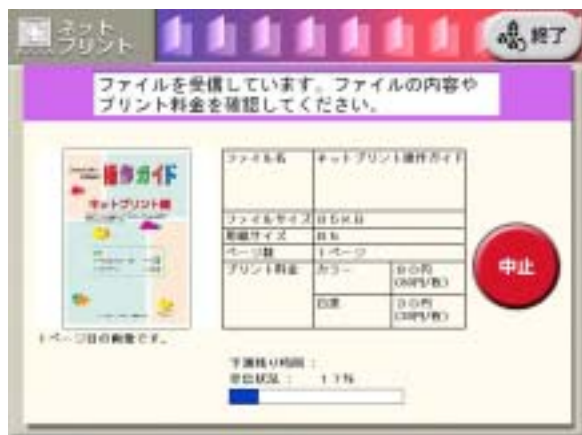 ネット
プリント
終了
ファイルを受信しています。ファイルの内容や
プリント料金を確認してください。
操作ガイド
ネットプリント編
ファイル名
ネットプリント操作ガイド
ファイルサイズ
用紙サイズ
ページ数
1ページ
プリント料金
カラー
白黒
中止
1ページ目の画像です。
予測残り時間 :
受信状況 : 17%